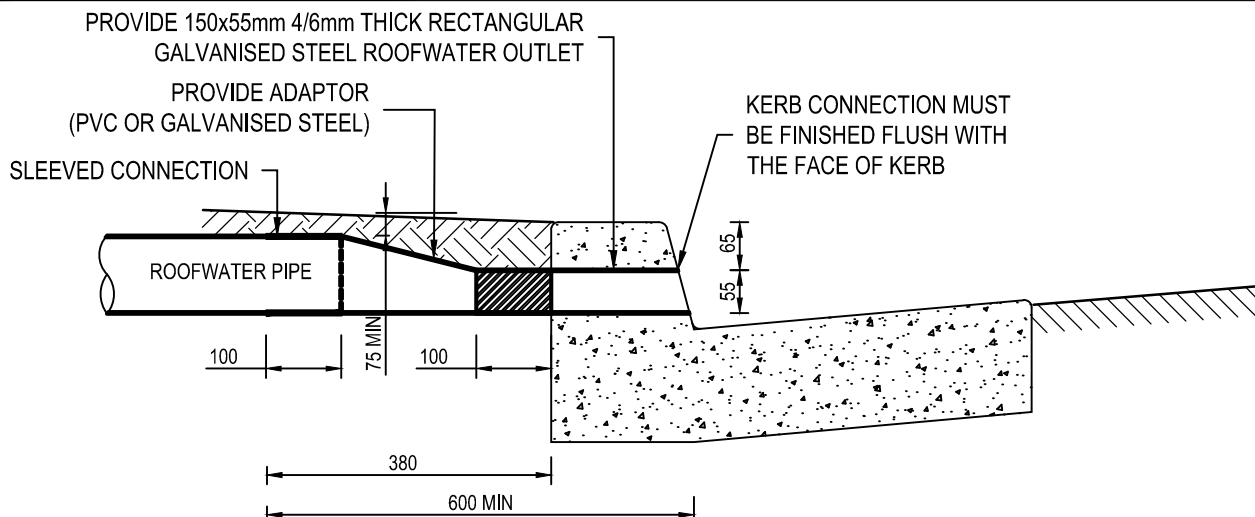 PROVIDE 150x55mm 4/6mm THICK RECTANGULAR
GALVANISED STEEL ROOFWATER OUTLET
PROVIDE ADAPTOR
(PVC OR GALVANISED STEEL)
KERB CONNECTION MUST
BE FINISHED FLUSH WITH
THE FACE OF KERB
SLEEVED CONNECTION
ROOFWATER PIPE
65
55
75 MIN
100
100
380
600 MIN